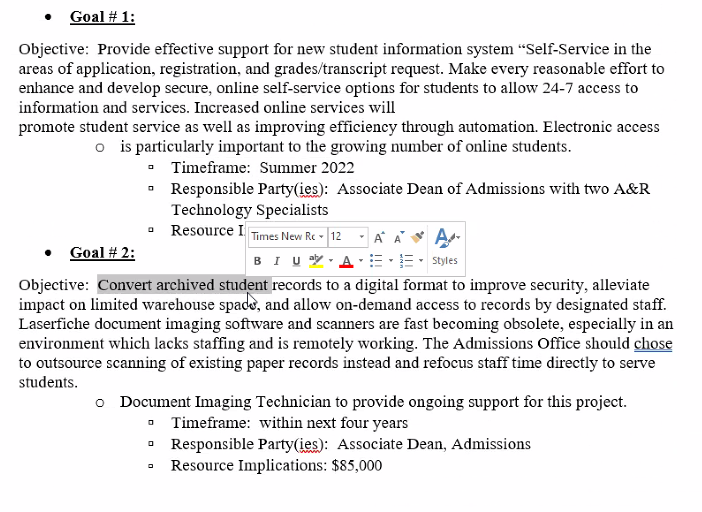 • Goal # 1:
Objective: Provide effective support for new student information system “Self-Service in the
areas of application, registration, and grades/transcript request. Make every reasonable effort to
enhance and develop secure, online self-service options for students to allow 24-7 access to
information and services. Increased online services will
promote student service as well as improving efficiency through automation. Electronic access
o is particularly important to the growing number of online students.
▫ Timeframe: Summer 2022
▫ Responsible Party(ies): Associate Dean of Admissions with two A&R
Technology Specialists
▫ Resource
Times New Rc 12 A A A
B I U ab A Styles
• Goal # 2:
Objective: Convert archived student records to a digital format to improve security, alleviate
impact on limited warehouse space, and allow on-demand access to records by designated staff.
Laserfiche document imaging software and scanners are fast becoming obsolete, especially in an
environment which lacks staffing and is remotely working. The Admissions Office should chose
to outsource scanning of existing paper records instead and refocus staff time directly to serve
students.
o Document Imaging Technician to provide ongoing support for this project.
▫ Timeframe: within next four years
▫ Responsible Party(ies): Associate Dean, Admissions
▫ Resource Implications: $85,000